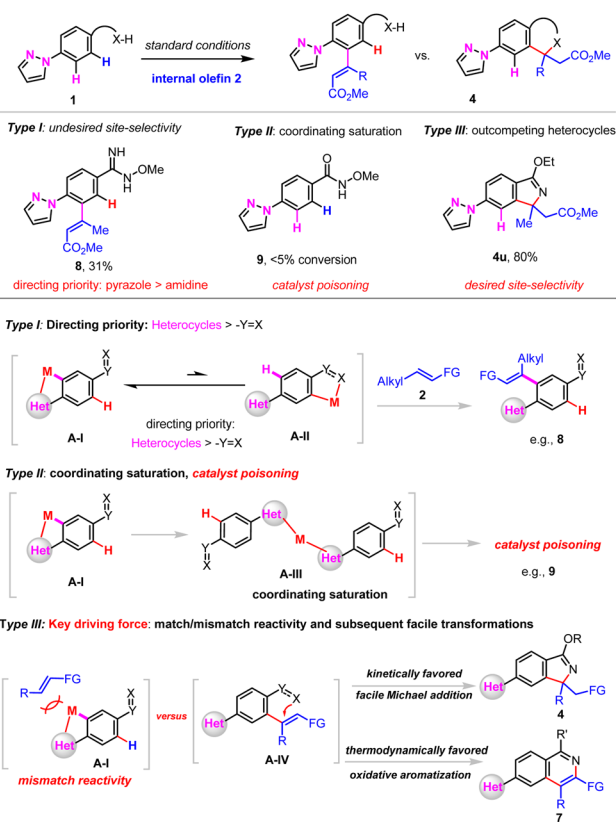 X-H
N
N
H
H
1
standard conditions
internal olefin 2
X-H
N
N
H
R
CO2Me
vs.
X
CO2Me
N
N
R
H
4
Type I: undesired site-selectivity
Type II: coordinating saturation
Type III: outcompeting heterocycles
NH
N
H
OMe
N
N
H
Me
CO2Me
8, 31%
directing priority: pyrazole > amidine
O
N
H
OMe
N
N
H
H
9, <5% conversion
catalyst poisoning
OEt
N
N
N
CO2Me
Me
H
4u, 80%
desired site-selectivity
Type I: Directing priority: Heterocycles > -Y=X
M
X
Y
Het
H
A-I
directing priority:
Heterocycles > -Y=X
H
Y
X
Het
M
A-II
Alkyl
FG
2
Alkyl
FG
X
Y
Het
H
e.g., 8
Type II: coordinating saturation, catalyst poisoning
M
X
Y
Het
H
A-I
H
Het
Y
X
M
X
Y
Het
H
A-III
coordinating saturation
catalyst poisoning
e.g., 9
Type III: Key driving force: match/mismatch reactivity and subsequent facile transformations
R
FG
M
X
Y
Het
H
A-I
mismatch reactivity
versus
Y
X
Het
FG
R
A-IV
kinetically favored
facile Michael addition
OR
N
Het
FG
R
4
thermodynamically favored
oxidative aromatization
R'
N
Het
FG
R
7